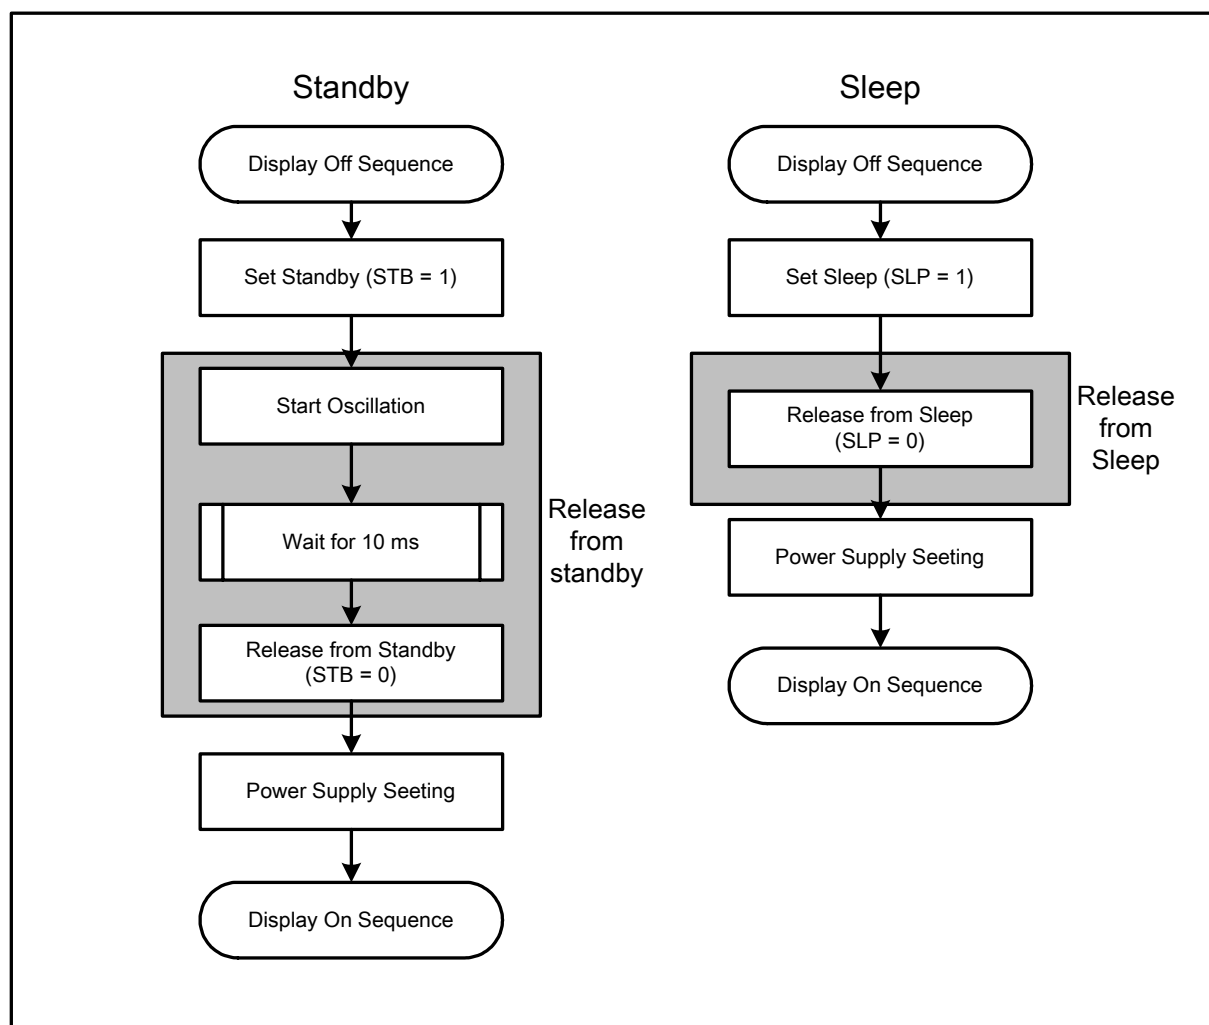 Standby
Display Off Sequence
Set Standby (STB = 1)
Start Oscillation
Wait for 10 ms
Release from Standby
(STB = 0)
Release
from
standby
Power Supply Seeting
Display On Sequence
Sleep
Display Off Sequence
Set Sleep (SLP = 1)
Release from Sleep
(SLP = 0)
Release
from
Sleep
Power Supply Seeting
Display On Sequence